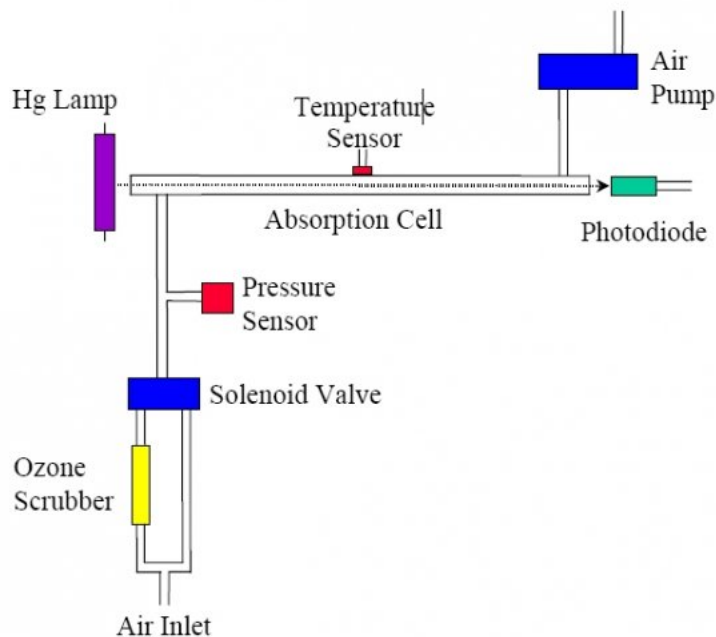 Hg Lamp
Temperature
Sensor
Air
Pump
Absorption Cell
Photodiode
Pressure
Sensor
Solenoid Valve
Ozone
Scrubber
Air Inlet